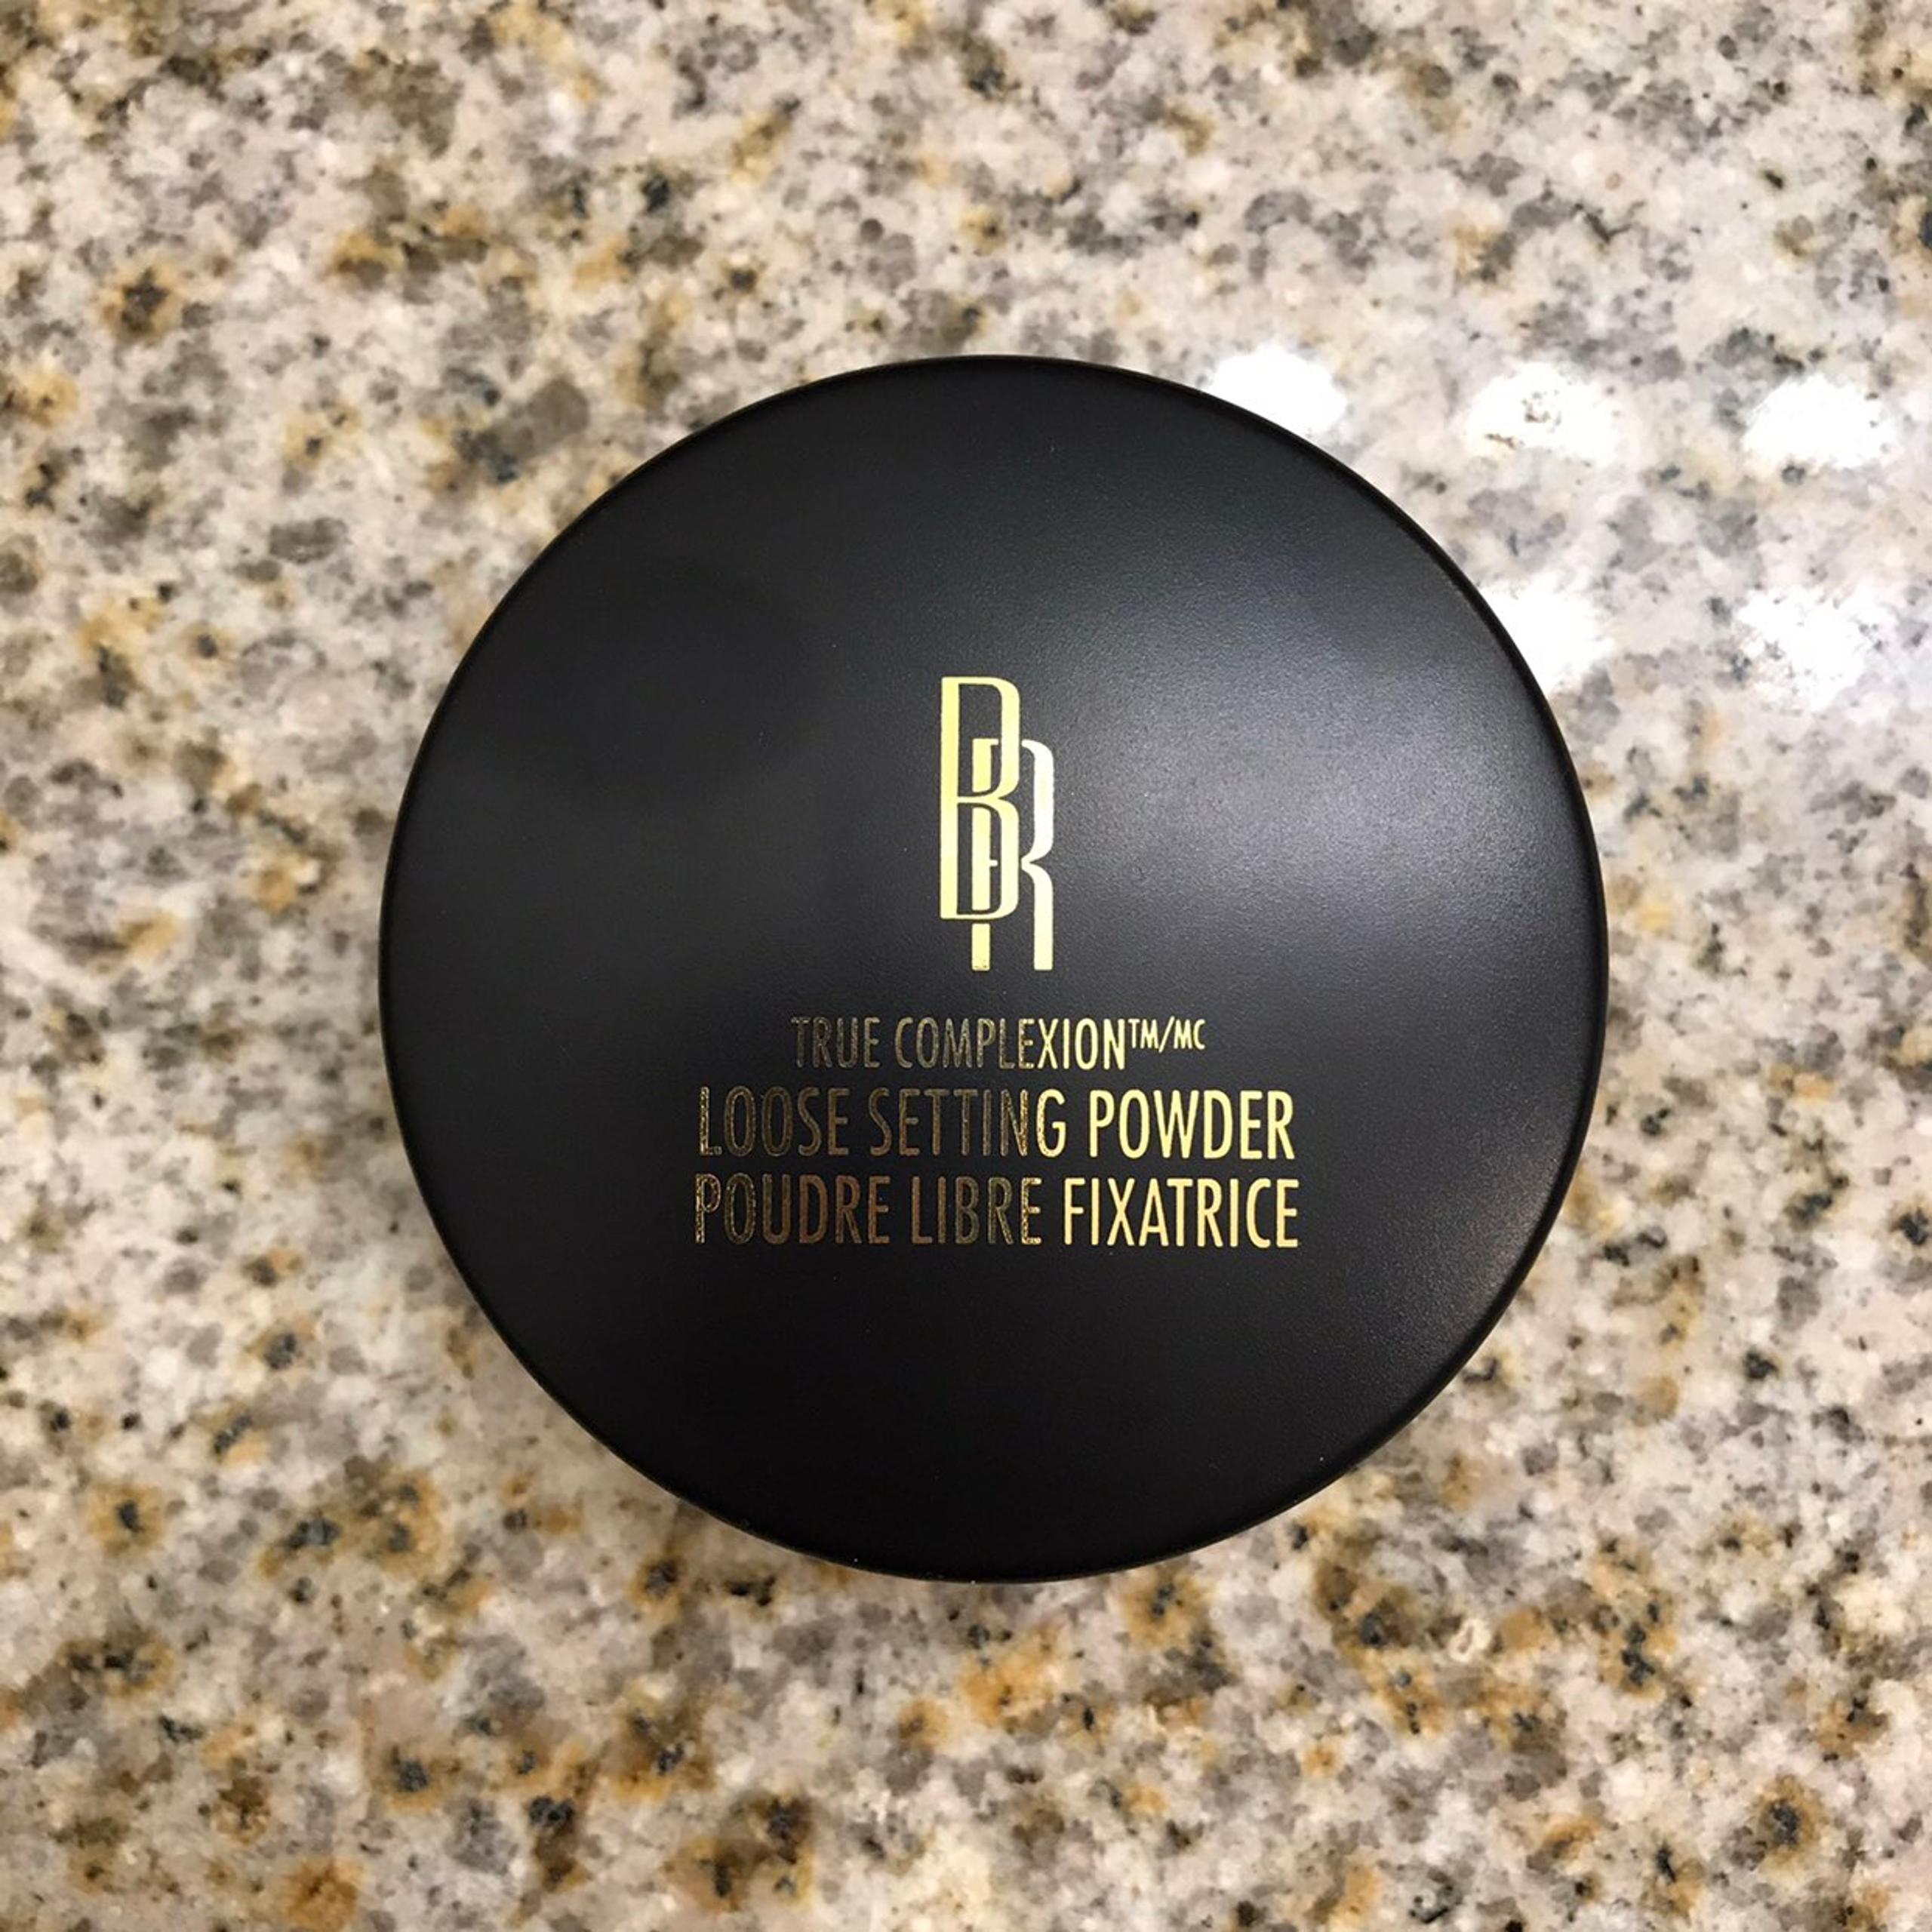 BR
TRUE COMPLEXION™/MC
LOOSE SETTING POWDER
POUDRE LIBRE FIXATRICE